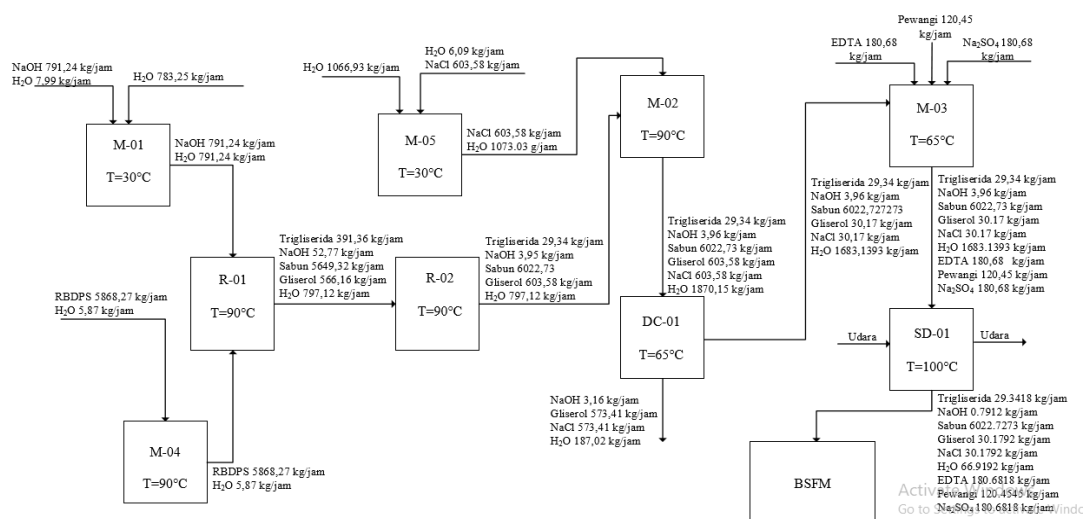 Pewangi 120,45
kg/jam
EDTA 180,68
kg/jam
Na₂SO₄ 180,68
kg/jam
NaOH 791,24 kg/jam
H₂O 7,99 kg/jam
H₂O 783,25 kg/jam
H₂O 1066,93 kg/jam
H₂O 6,09 kg/jam
NaCl 603,58 kg/jam
M-01
T=30°C
NaOH 791,24 kg/jam
H₂O 791,24 kg/jam
M-05
T=30°C
NaCl 603,58 kg/jam
H₂O 1073.03 g/jam
M-02
T=90°C
M-03
T=65°C
Trigliserida 29,34 kg/jam
NaOH 3,96 kg/jam
Sabun 6022,727273
Gliserol 30,17 kg/jam
NaCl 30,17 kg/jam
H₂O 1683,1393 kg/jam
Trigliserida 29,34 kg/jam
NaOH 3,96 kg/jam
Sabun 6022,73 kg/jam
Gliserol 30.17 kg/jam
NaCl 30.17 kg/jam
H₂O 1683.1393 kg/jam
EDTA 180,68 kg/jam
Pewangi 120,45 kg/jam
Na₂SO₄ 180,68 kg/jam
Trigliserida 29,34 kg/jam
NaOH 3,96 kg/jam
Sabun 6022,73 kg/jam
Gliserol 603,58 kg/jam
NaCl 603,58 kg/jam
H₂O 1870,15 kg/jam
Trigliserida 391,36 kg/jam
NaOH 52,77 kg/jam
Sabun 5649,32 kg/jam
Gliserol 566,16 kg/jam
H₂O 797,12 kg/jam
Trigliserida 29,34 kg/jam
NaOH 3,95 kg/jam
Sabun 6022,73
Gliserol 603,58 kg/jam
H₂O 797,12 kg/jam
R-01
T=90°C
R-02
T=90°C
RBDPS 5868,27 kg/jam
H₂O 5,87 kg/jam
DC-01
T=65°C
Udara
SD-01
T=100°C
Udara
NaOH 3,16 kg/jam
Gliserol 573,41 kg/jam
NaCl 573,41 kg/jam
H₂O 187,02 kg/jam
Trigliserida 29.3418 kg/jam
NaOH 0.7912 kg/jam
Sabun 6022.7273 kg/jam
Gliserol 30.1792 kg/jam
NaCl 30.1792 kg/jam
H₂O 66.9192 kg/jam
EDTA 180.6818 kg/jam
Pewangi 120.4545 kg/jam
Na₂SO₄ 180.6818 kg/jam
M-04
T=90°C
RBDPS 5868,27 kg/jam
H₂O 5,87 kg/jam
BSFM
Activate Windows
Go to Settings to activate Windo